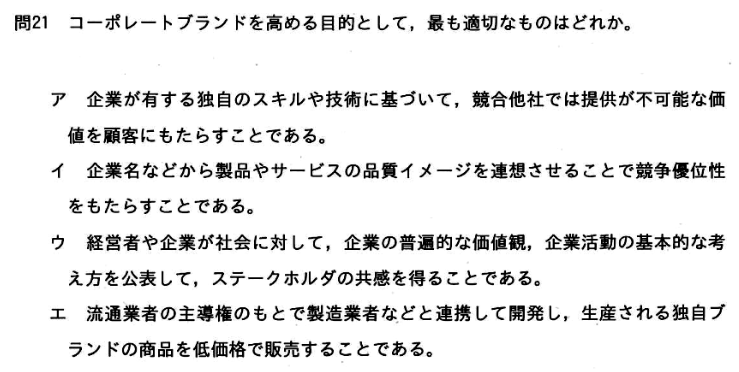 問21　コーポレートブランドを高める目的として，最も適切なものはどれか。
ア　企業が有する独自のスキルや技術に基づいて，競合他社では提供が不可能な価
値を顧客にもたらすことである。
イ　企業名などから製品やサービスの品質イメージを連想させることで競争優位性
をもたらすことである。
ウ　経営者や企業が社会に対して，企業の普遍的な価値観，企業活動の基本的な考
え方を公表して，ステークホルダの共感を得ることである。
エ　流通業者の主導権のもとで製造業者などと連携して開発し，生産される独自ブ
ランドの商品を低価格で販売することである。